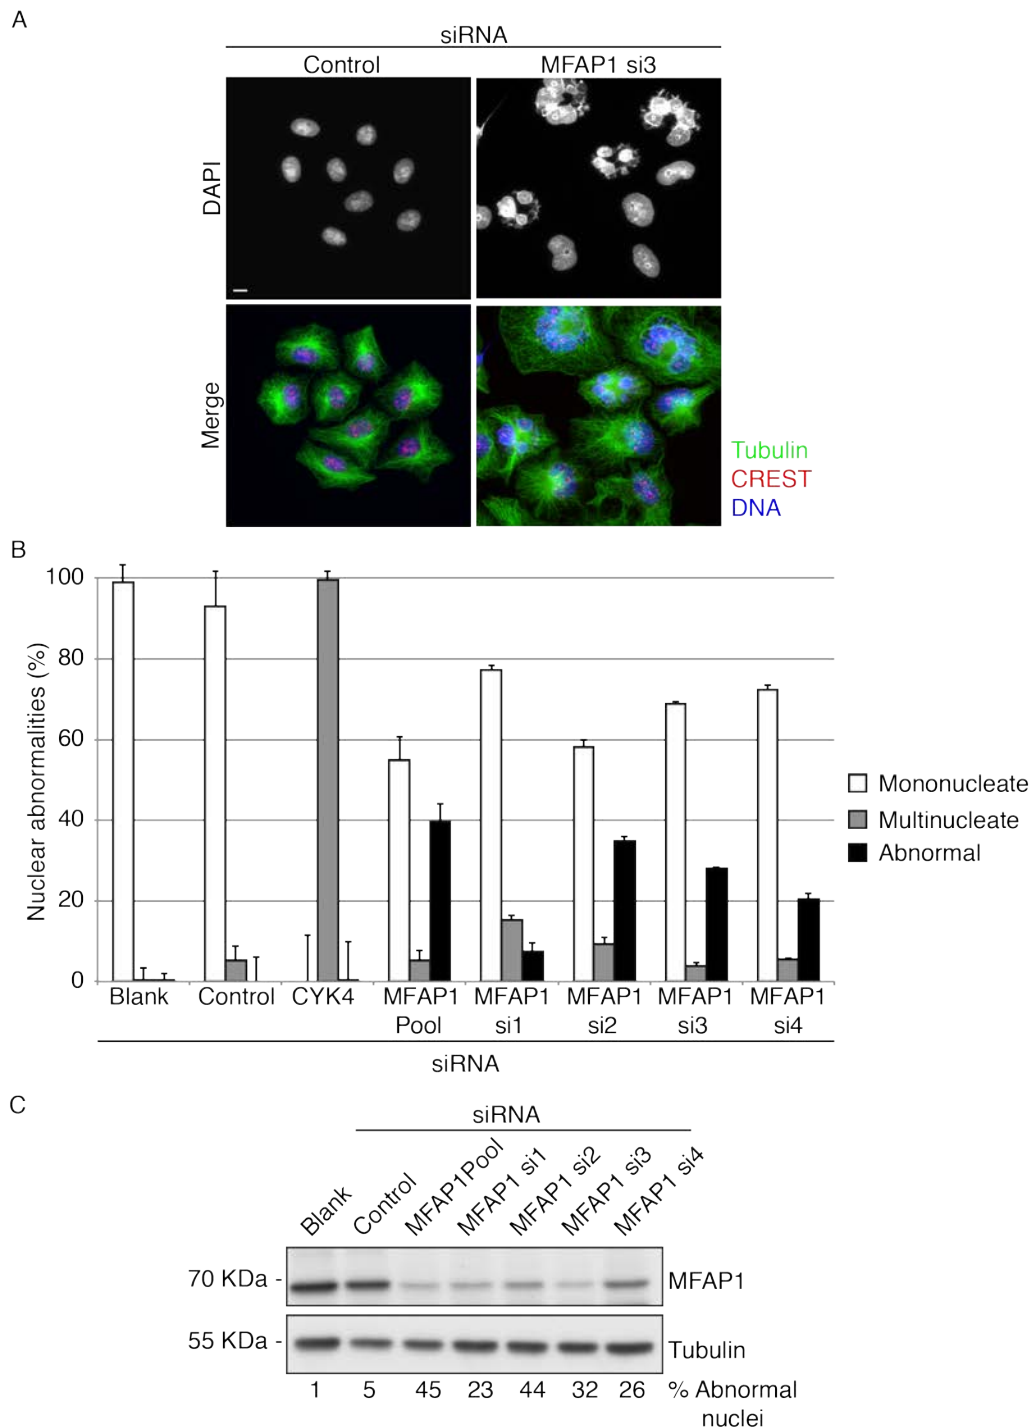 A
siRNA
Control MFAP1 si3
DAPI
Merge
Tubulin
CREST
DNA
B
Nuclear abnormalities (%)
100
80
60
40
20
0
Blank Control CYK4 MFAP1 Pool MFAP1 si1 MFAP1 si2 MFAP1 si3 MFAP1 si4
siRNA
Mononucleate
Multinucleate
Abnormal
C
siRNA
Blank Control MFAP1Pool MFAP1 si1 MFAP1 si2 MFAP1 si3 MFAP1 si4
70 KDa - MFAP1
55 KDa - Tubulin
1 5 45 23 44 32 26 % Abnormal
nuclei